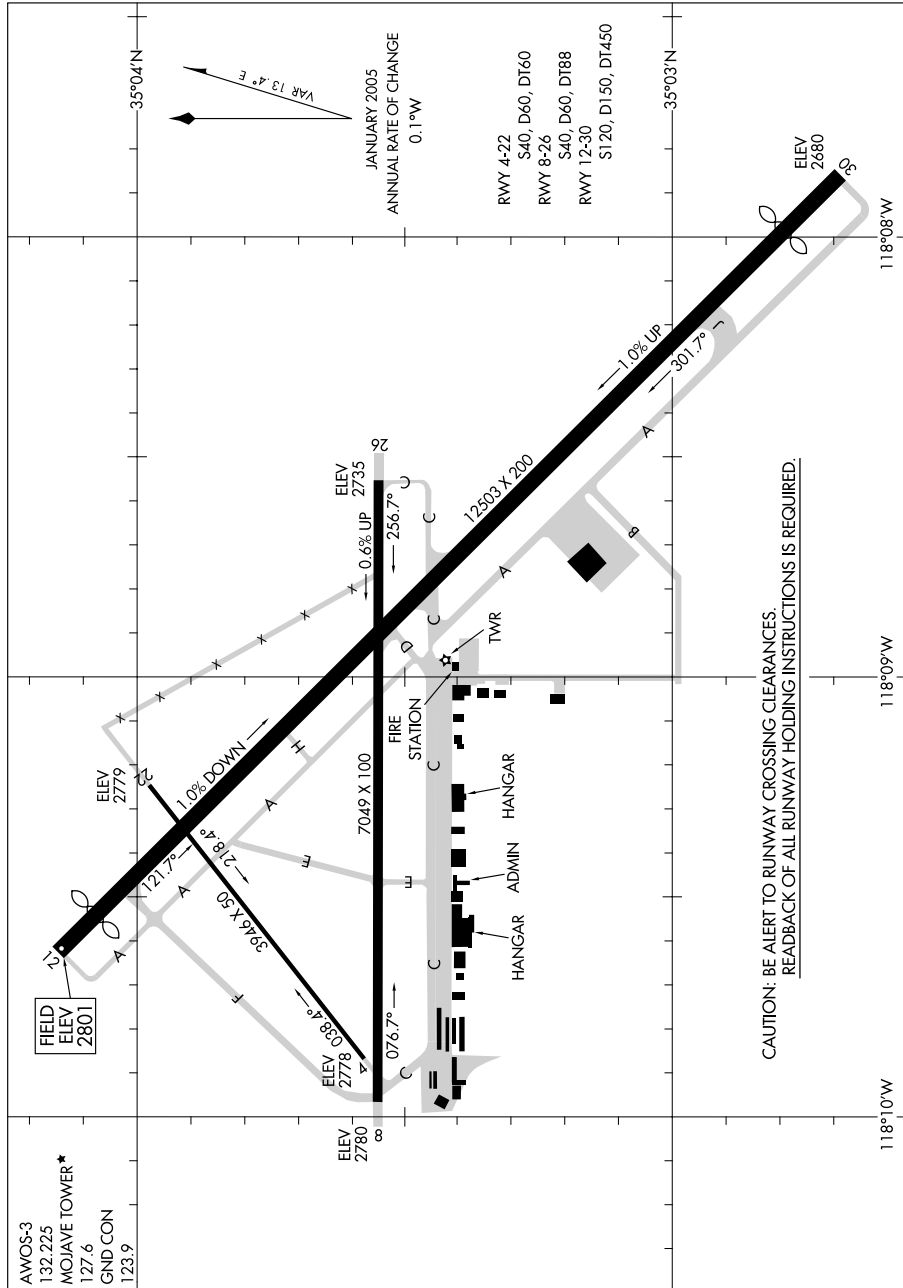 AWOS-3
132.225
MOJAVE TOWER★
127.6
GND CON
123.9
35°04'N
VAR 13.4° E
JANUARY 2005
ANNUAL RATE OF CHANGE
0.1°W
RWY 4-22
S40, D60, DT60
RWY 8-26
S40, D60, DT88
RWY 12-30
S120, D150, DT450
35°03'N
FIELD
ELEV
2801
12
A
A
121.7°
1.0% DOWN
ELEV
2779
22
218.4°
3946 X 50
038.4°
ELEV
2778
4
F
A
H
E
E
X
X
X
X
X
ELEV
2780
8
076.7°
7049 X 100
0.6% UP
256.7°
ELEV
2735
26
C
C
C
C
C
C
D
12503 X 200
A
A
B
J
1.0% UP
301.7°
ELEV
2680
30
FIRE
STATION
TWR
HANGAR
ADMIN
HANGAR
CAUTION: BE ALERT TO RUNWAY CROSSING CLEARANCES.
READBACK OF ALL RUNWAY HOLDING INSTRUCTIONS IS REQUIRED.
118°10'W
118°09'W
118°08'W